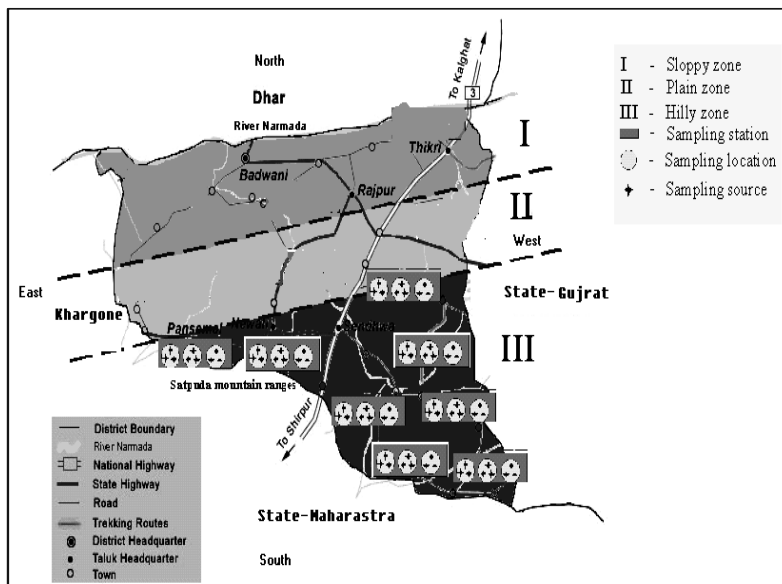 North
Dhar
River Narmada
To Kalghat
3
Thikri
Badwani
Rajpur
I
II
III
West
East
State-Gujrat
Khargone
Pansemal
Satpuda mountain ranges
To Shirpur
State-Maharastra
South
I - Sloppy zone
II - Plain zone
III - Hilly zone
- Sampling station
- Sampling location
- Sampling source
District Boundary
River Narmada
National Highway
State Highway
Road
Trekking Routes
District Headquarter
Taluk Headquarter
Town